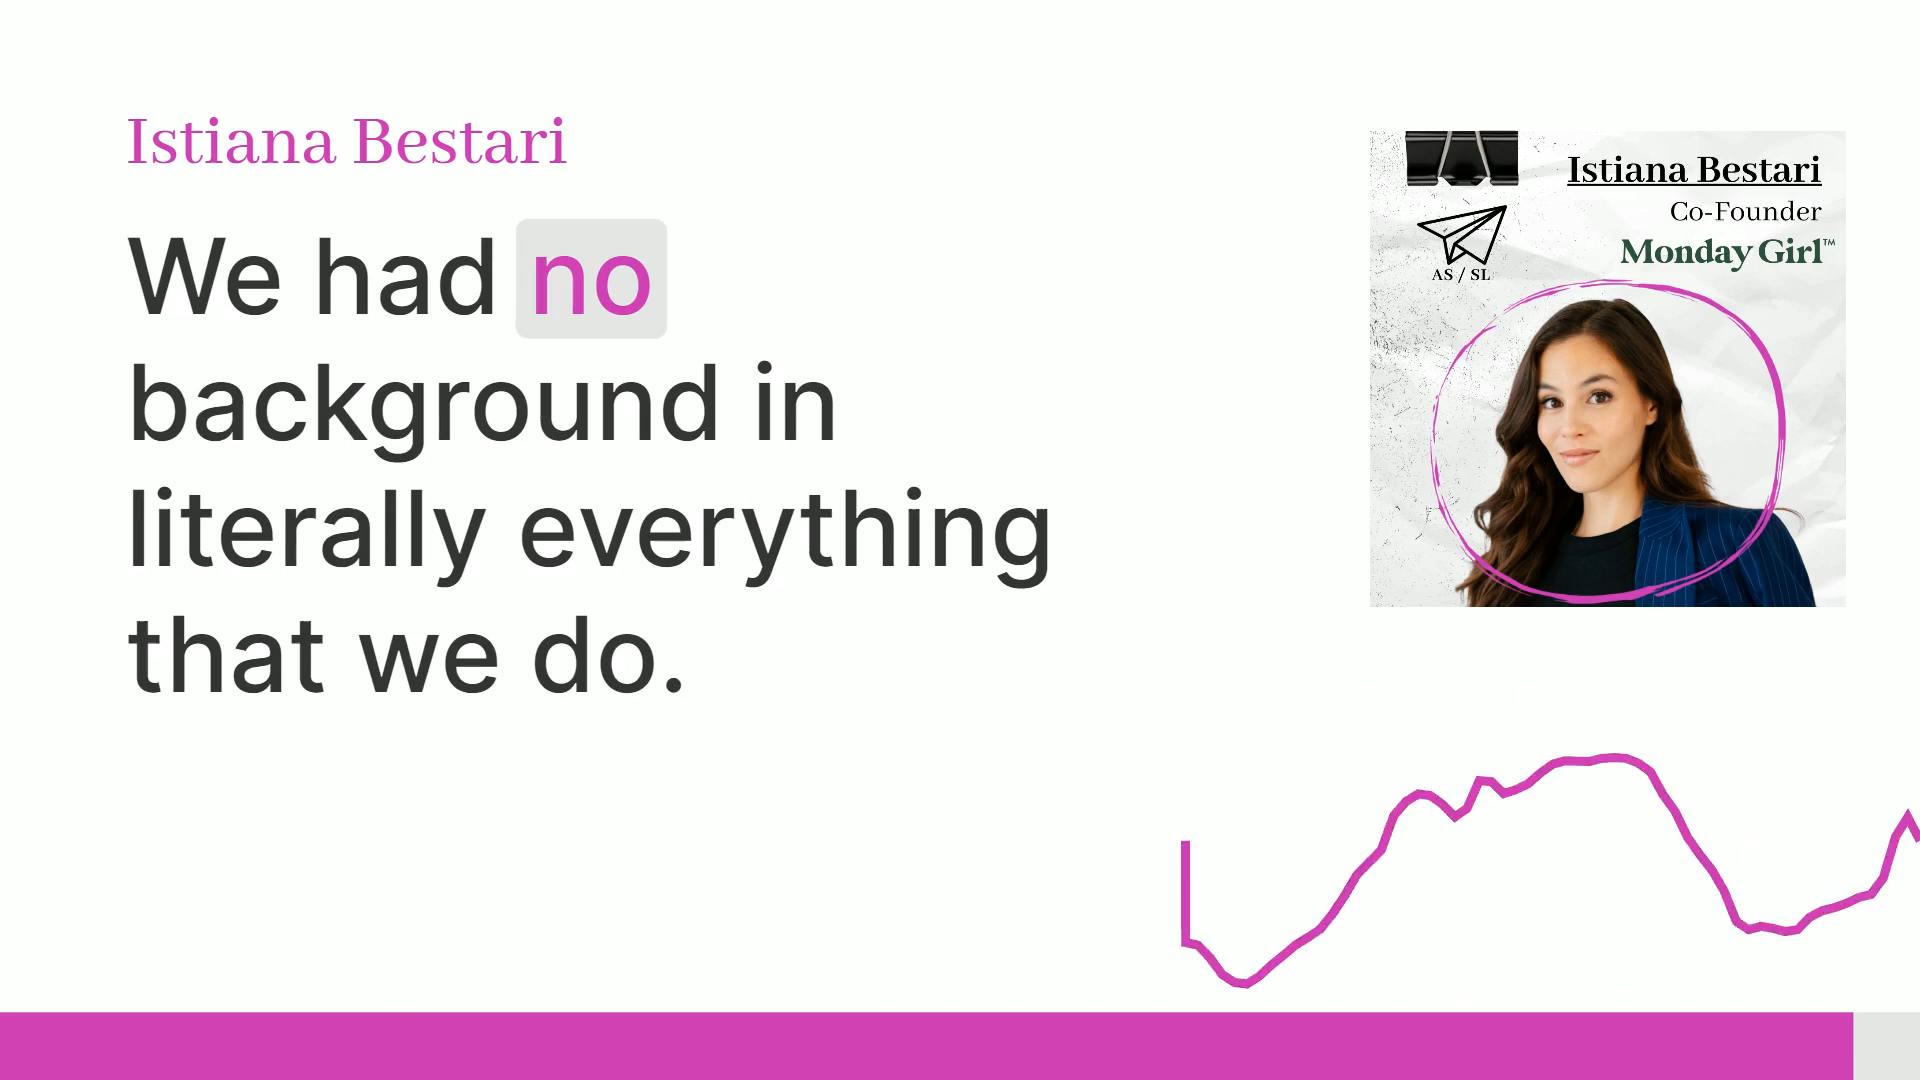 Istiana Bestari
We had no
background in
literally everything
that we do.
Istiana Bestari
Co-Founder
Monday Girl™
AS / SL